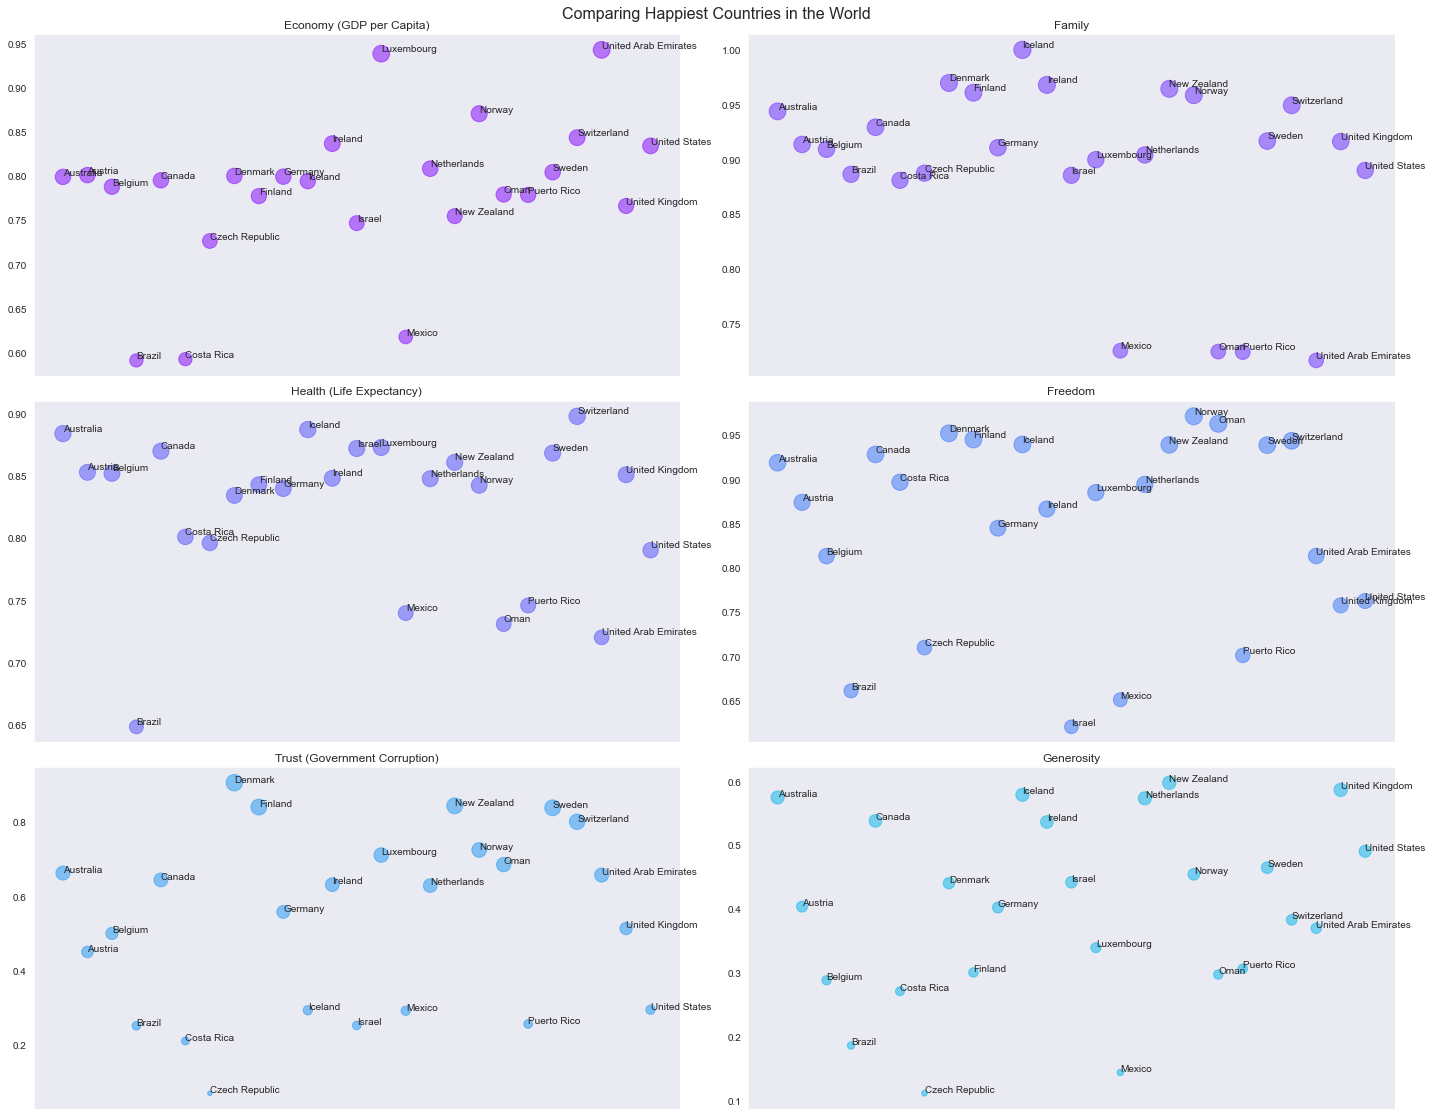 Comparing Happiest Countries in the World
Economy (GDP per Capita)
0.95
0.90
0.85
0.80
0.75
0.70
0.65
0.60
Luxembourg
United Arab Emirates
Norway
Switzerland
Ireland
United States
Netherlands
Sweden
Australia
Austria
Belgium
Canada
Denmark
Germany
Finland
Iceland
Oman
Puerto Rico
United Kingdom
New Zealand
Israel
Czech Republic
Mexico
Brazil
Costa Rica
Family
1.00
0.95
0.90
0.85
0.80
0.75
Iceland
Denmark
Ireland
Finland
New Zealand
Norway
Australia
Switzerland
Canada
Austria
Belgium
Germany
Sweden
United Kingdom
Luxembourg
Netherlands
Brazil
Costa Rica
Czech Republic
Israel
United States
Mexico
Oman
Puerto Rico
United Arab Emirates
Health (Life Expectancy)
0.90
0.85
0.80
0.75
0.70
0.65
Switzerland
Australia
Iceland
Canada
Israel
Luxembourg
Sweden
New Zealand
Austria
Belgium
Ireland
Netherlands
United Kingdom
Finland
Germany
Norway
Denmark
Costa Rica
Czech Republic
United States
Puerto Rico
Mexico
Oman
United Arab Emirates
Brazil
Freedom
0.95
0.90
0.85
0.80
0.75
0.70
0.65
Norway
Oman
Denmark
Finland
Iceland
New Zealand
Sweden
Switzerland
Canada
Australia
Costa Rica
Netherlands
Luxembourg
Austria
Ireland
Germany
Belgium
United Arab Emirates
United States
United Kingdom
Czech Republic
Puerto Rico
Brazil
Mexico
Israel
Trust (Government Corruption)
0.8
0.6
0.4
0.2
Denmark
Finland
New Zealand
Sweden
Switzerland
Norway
Luxembourg
Oman
Australia
United Arab Emirates
Canada
Ireland
Netherlands
Germany
United Kingdom
Belgium
Austria
Iceland
Mexico
United States
Brazil
Israel
Puerto Rico
Costa Rica
Czech Republic
Generosity
0.6
0.5
0.4
0.3
0.2
0.1
New Zealand
United Kingdom
Australia
Iceland
Netherlands
Canada
Ireland
United States
Sweden
Norway
Denmark
Israel
Austria
Germany
Switzerland
United Arab Emirates
Luxembourg
Puerto Rico
Finland
Oman
Belgium
Costa Rica
Brazil
Mexico
Czech Republic